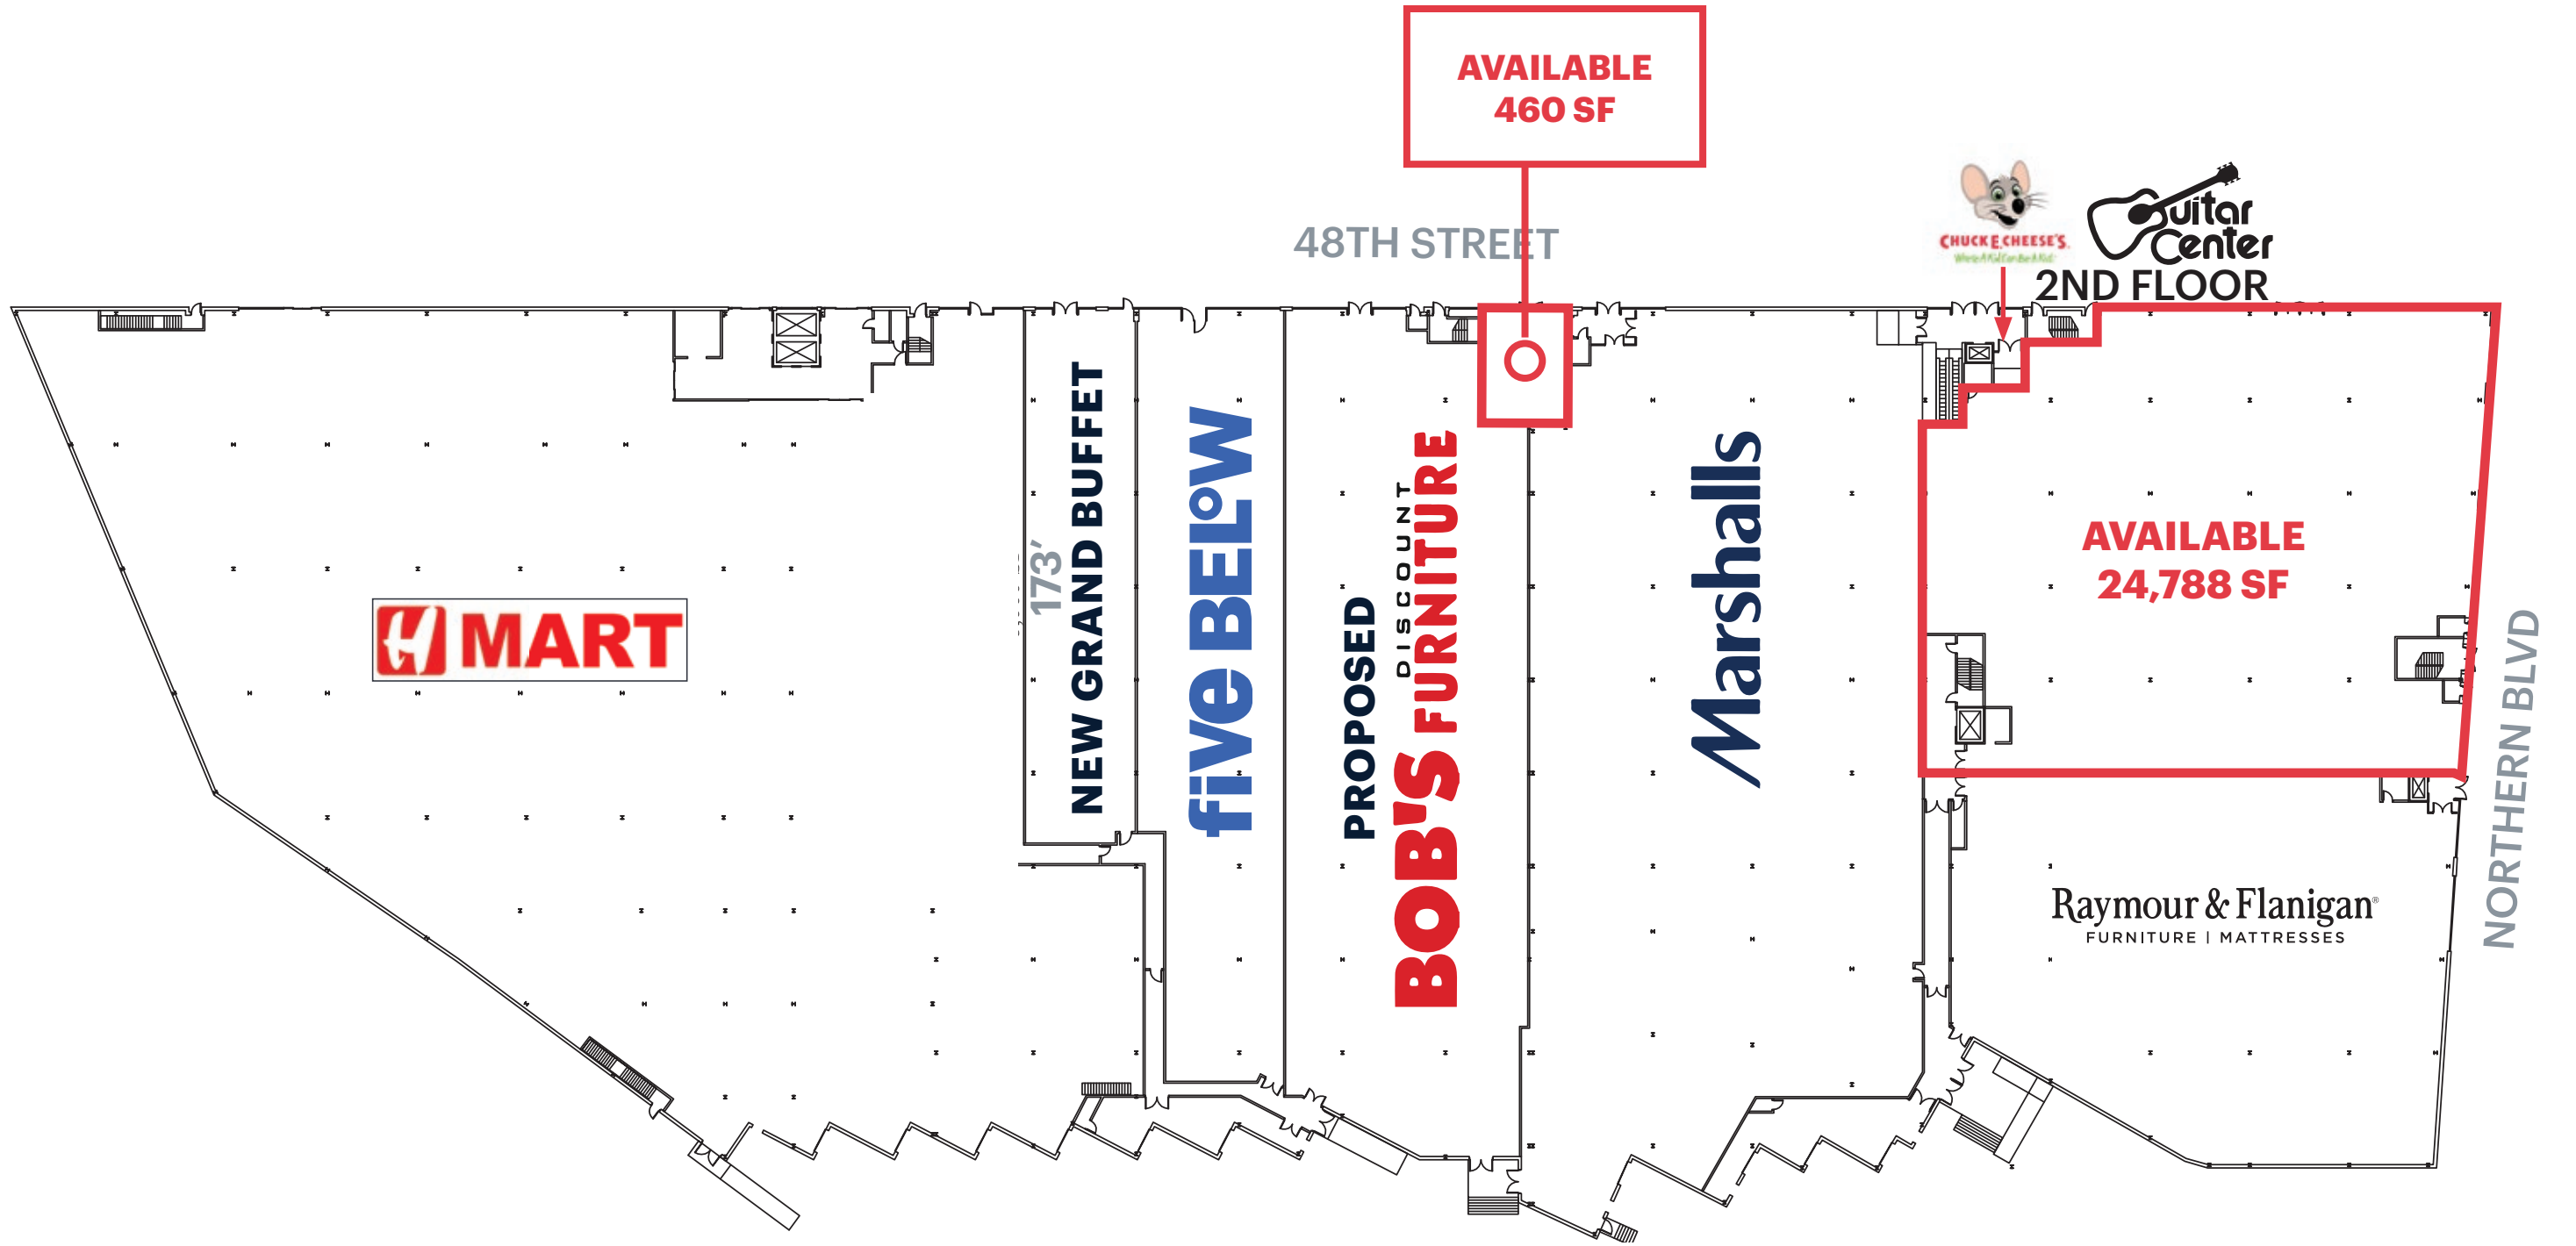 AVAILABLE
460 SF
48TH STREET
CHUCK E. CHEESE'S
Guitar
Center
2ND FLOOR
H MART
173'
NEW GRAND BUFFET
five BELOW
PROPOSED
BOB'S DISCOUNT FURNITURE
Marshalls
AVAILABLE
24,788 SF
NORTHERN BLVD
Raymour & Flanigan®
FURNITURE | MATTRESSES